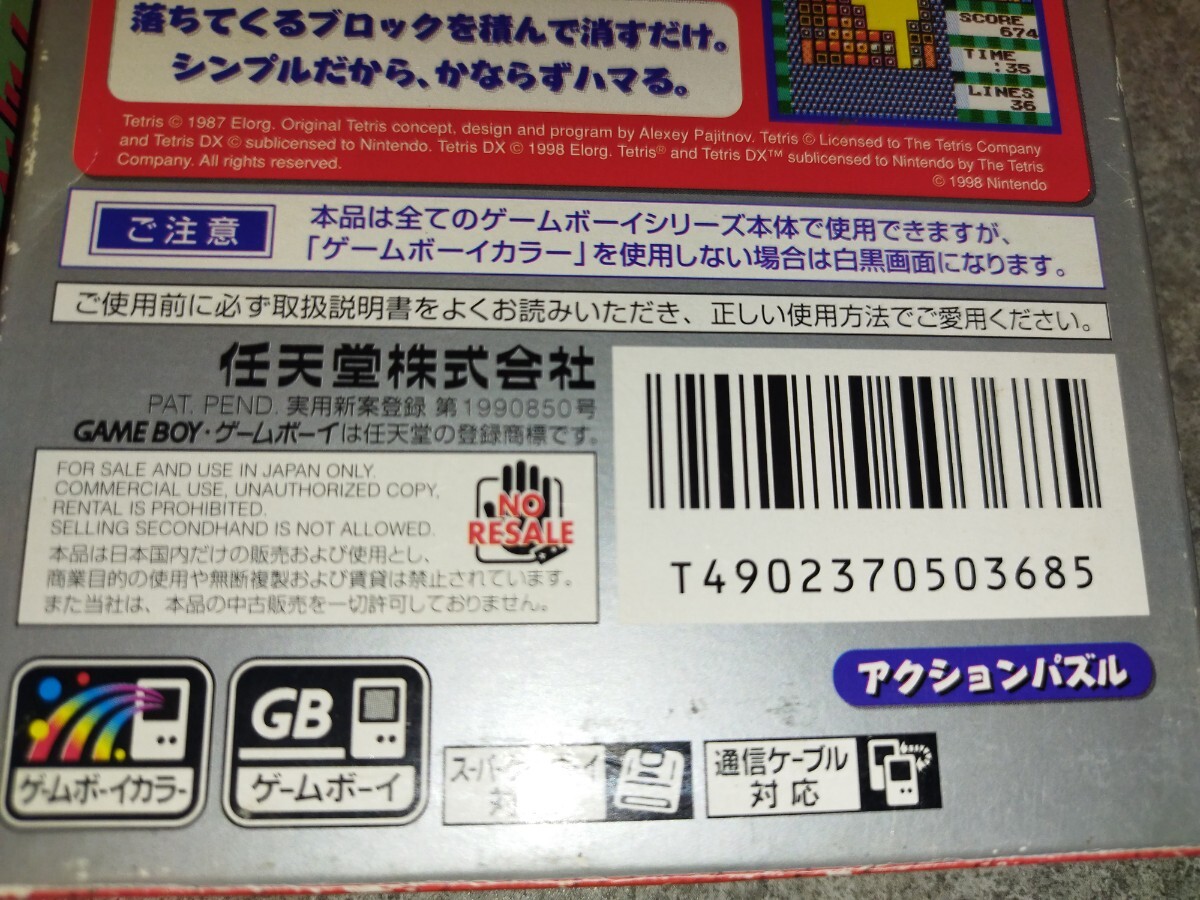 落ちてくるブロックを積んで消すだけ。
シンプルだから、かならずハマる。
SCORE
674
TIME
:35
LINES
36
Tetris © 1987 Elorg. Original Tetris concept, design and program by Alexey Pajitnov. Tetris © Licensed to The Tetris Company
and Tetris DX © sublicensed to Nintendo. Tetris DX © 1998 Elorg. Tetris® and Tetris DX™ sublicensed to Nintendo by The Tetris
Company. All rights reserved.
© 1998 Nintendo
ご注意
本品は全てのゲームボーイシリーズ本体で使用できますが、
「ゲームボーイカラー」を使用しない場合は白黒画面になります。
ご使用前に必ず取扱説明書をよくお読みいただき、正しい使用方法でご愛用ください。
任天堂株式会社
PAT. PEND. 実用新案登録 第1990850号
GAME BOY・ゲームボーイは任天堂の登録商標です。
FOR SALE AND USE IN JAPAN ONLY.
COMMERCIAL USE, UNAUTHORIZED COPY,
RENTAL IS PROHIBITED.
SELLING SECONDHAND IS NOT ALLOWED.
本品は日本国内だけの販売および使用とし、
商業目的の使用や無断複製および賃貸は禁止されています。
また当社は、本品の中古販売を一切許可しておりません。
NO
RESALE
T4902370503685
アクションパズル
ゲームボーイカラー
GB
ゲームボーイ
通信ケーブル
対応